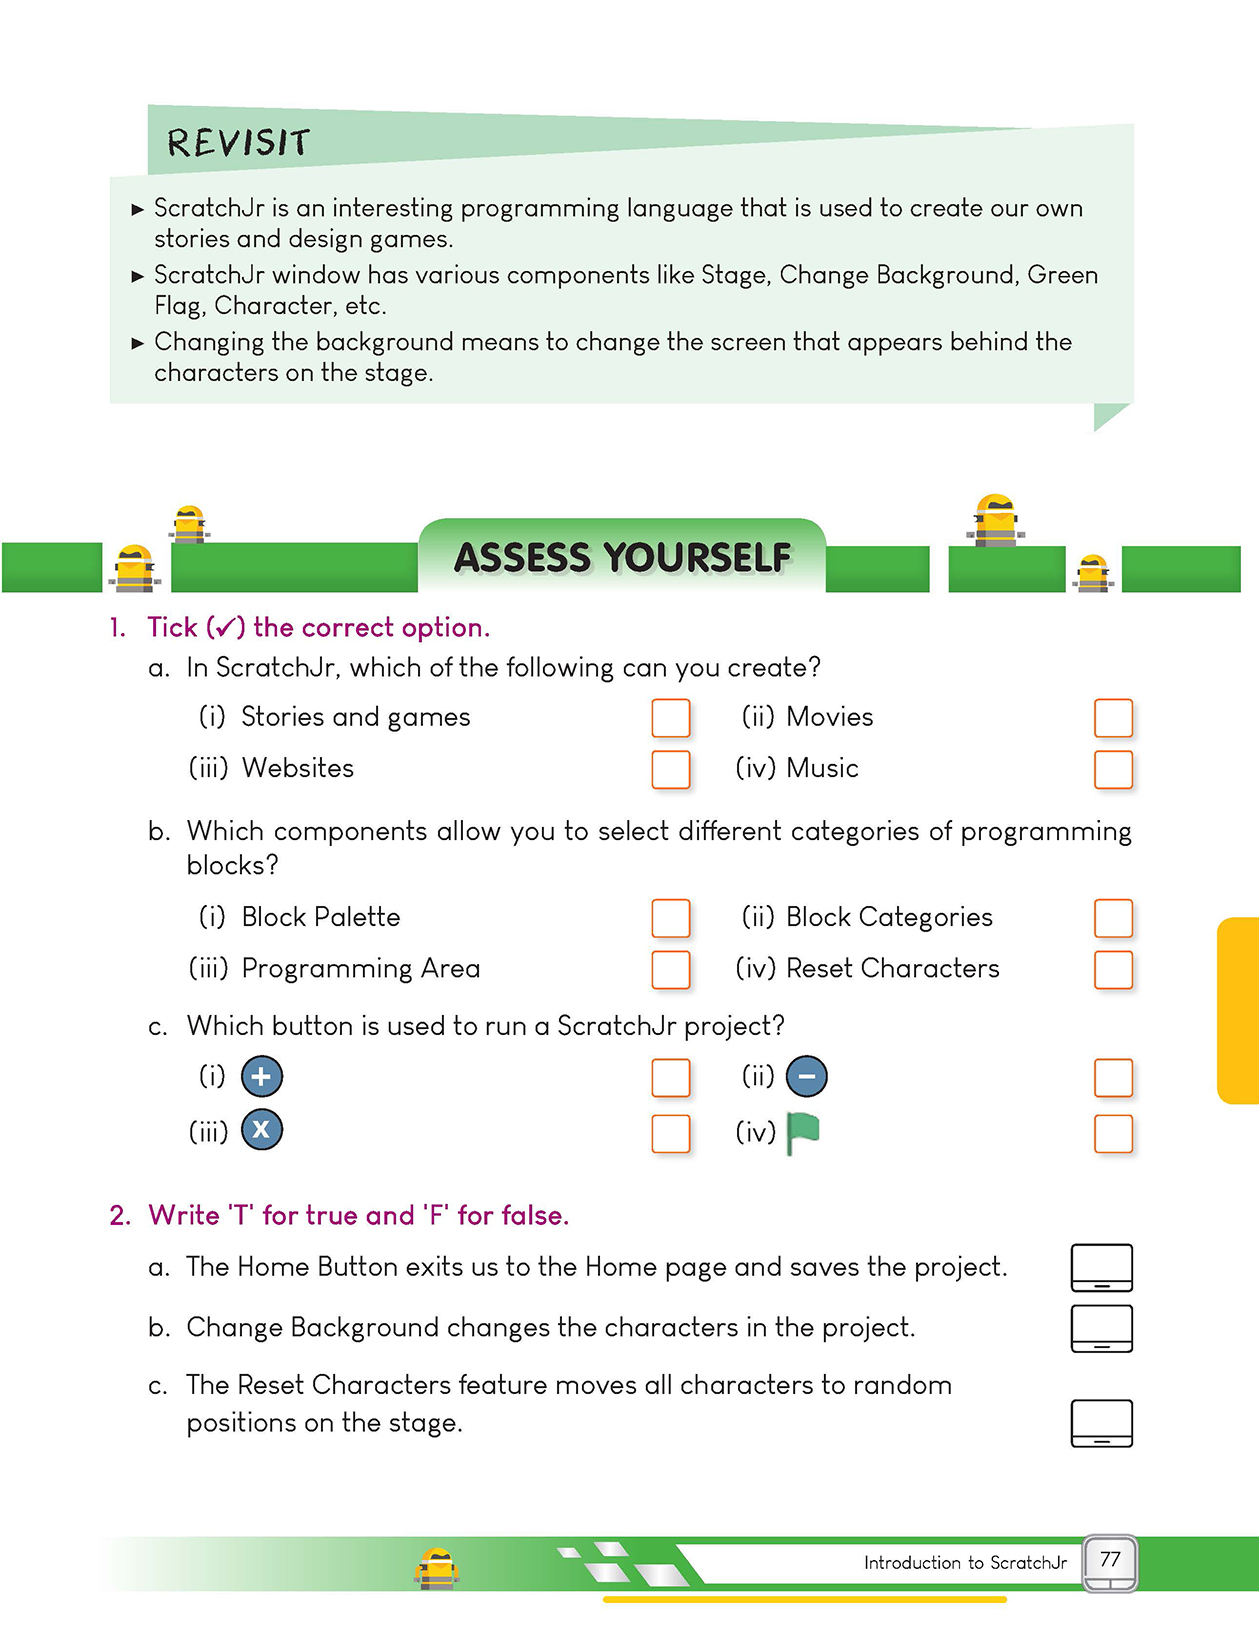 REVISIT
► ScratchJr is an interesting programming language that is used to create our own
stories and design games.
► ScratchJr window has various components like Stage, Change Background, Green
Flag, Character, etc.
► Changing the background means to change the screen that appears behind the
characters on the stage.
ASSESS YOURSELF
1. Tick (✓) the correct option.
a. In ScratchJr, which of the following can you create?
(i) Stories and games (ii) Movies
(iii) Websites (iv) Music
b. Which components allow you to select different categories of programming
blocks?
(i) Block Palette (ii) Block Categories
(iii) Programming Area (iv) Reset Characters
c. Which button is used to run a ScratchJr project?
(i) + (ii) −
(iii) x (iv)
2. Write 'T' for true and 'F' for false.
a. The Home Button exits us to the Home page and saves the project.
b. Change Background changes the characters in the project.
c. The Reset Characters feature moves all characters to random
positions on the stage.
Introduction to ScratchJr 77